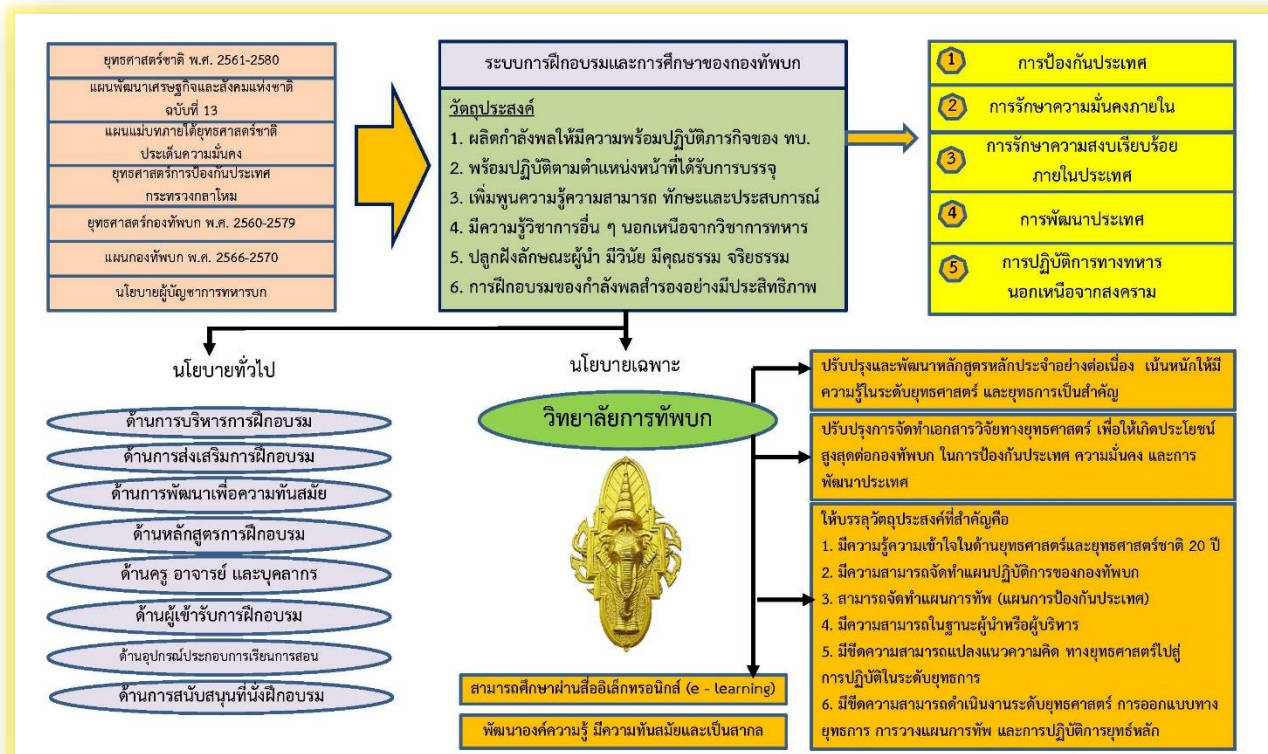 ยุทธศาสตร์ชาติ พ.ศ. 2561-2580
แผนพัฒนาเศรษฐกิจและสังคมแห่งชาติ
ฉบับที่ 13
แผนแม่บทภายใต้ยุทธศาสตร์ชาติ
ประเด็นความมั่นคง
ยุทธศาสตร์การป้องกันประเทศ
กระทรวงกลาโหม
ยุทธศาสตร์กองทัพบก พ.ศ. 2560-2579
แผนกองทัพบก พ.ศ. 2566-2570
นโยบายผู้บัญชาการทหารบก
ระบบการฝึกอบรมและการศึกษาของกองทัพบก
วัตถุประสงค์
1. ผลิตกำลังพลให้มีความพร้อมปฏิบัติภารกิจของ ทบ.
2. พร้อมปฏิบัติตามตำแหน่งหน้าที่ได้รับการบรรจุ
3. เพิ่มพูนความรู้ความสามารถ ทักษะและประสบการณ์
4. มีความรู้วิชาการอื่น ๆ นอกเหนือจากวิชาการทหาร
5. ปลูกฝังลักษณะผู้นำ มีวินัย มีคุณธรรม จริยธรรม
6. การฝึกอบรมของกำลังพลสำรองอย่างมีประสิทธิภาพ
1 การป้องกันประเทศ
2 การรักษาความมั่นคงภายใน
3 การรักษาความสงบเรียบร้อย
ภายในประเทศ
4 การพัฒนาประเทศ
5 การปฏิบัติการทางทหาร
นอกเหนือจากสงคราม
นโยบายทั่วไป
ด้านการบริหารการฝึกอบรม
ด้านการส่งเสริมการฝึกอบรม
ด้านการพัฒนาเพื่อความทันสมัย
ด้านหลักสูตรการฝึกอบรม
ด้านครู อาจารย์ และบุคลากร
ด้านผู้เข้ารับการฝึกอบรม
ด้านอุปกรณ์ประกอบการเรียนการสอน
ด้านการสนับสนุนที่นั่งฝึกอบรม
นโยบายเฉพาะ
วิทยาลัยการทัพบก
ปรับปรุงและพัฒนาหลักสูตรหลักประจำอย่างต่อเนื่อง เน้นหนักให้มี
ความรู้ในระดับยุทธศาสตร์ และยุทธการเป็นสำคัญ
ปรับปรุงการจัดทำเอกสารวิจัยทางยุทธศาสตร์ เพื่อให้เกิดประโยชน์
สูงสุดต่อกองทัพบก ในการป้องกันประเทศ ความมั่นคง และการ
พัฒนาประเทศ
ให้บรรลุวัตถุประสงค์ที่สำคัญคือ
1. มีความรู้ความเข้าใจในด้านยุทธศาสตร์และยุทธศาสตร์ชาติ 20 ปี
2. มีความสามารถจัดทำแผนปฏิบัติการของกองทัพบก
3. สามารถจัดทำแผนการทัพ (แผนการป้องกันประเทศ)
4. มีความสามารถในฐานะผู้นำหรือผู้บริหาร
5. มีขีดความสามารถแปลงแนวความคิด ทางยุทธศาสตร์ไปสู่
การปฏิบัติในระดับยุทธการ
6. มีขีดความสามารถดำเนินงานระดับยุทธศาสตร์ การออกแบบทาง
ยุทธการ การวางแผนการทัพ และการปฏิบัติการยุทธ์หลัก
สามารถศึกษาผ่านสื่ออิเล็กทรอนิกส์ (e - learning)
พัฒนาองค์ความรู้ มีความทันสมัยและเป็นสากล